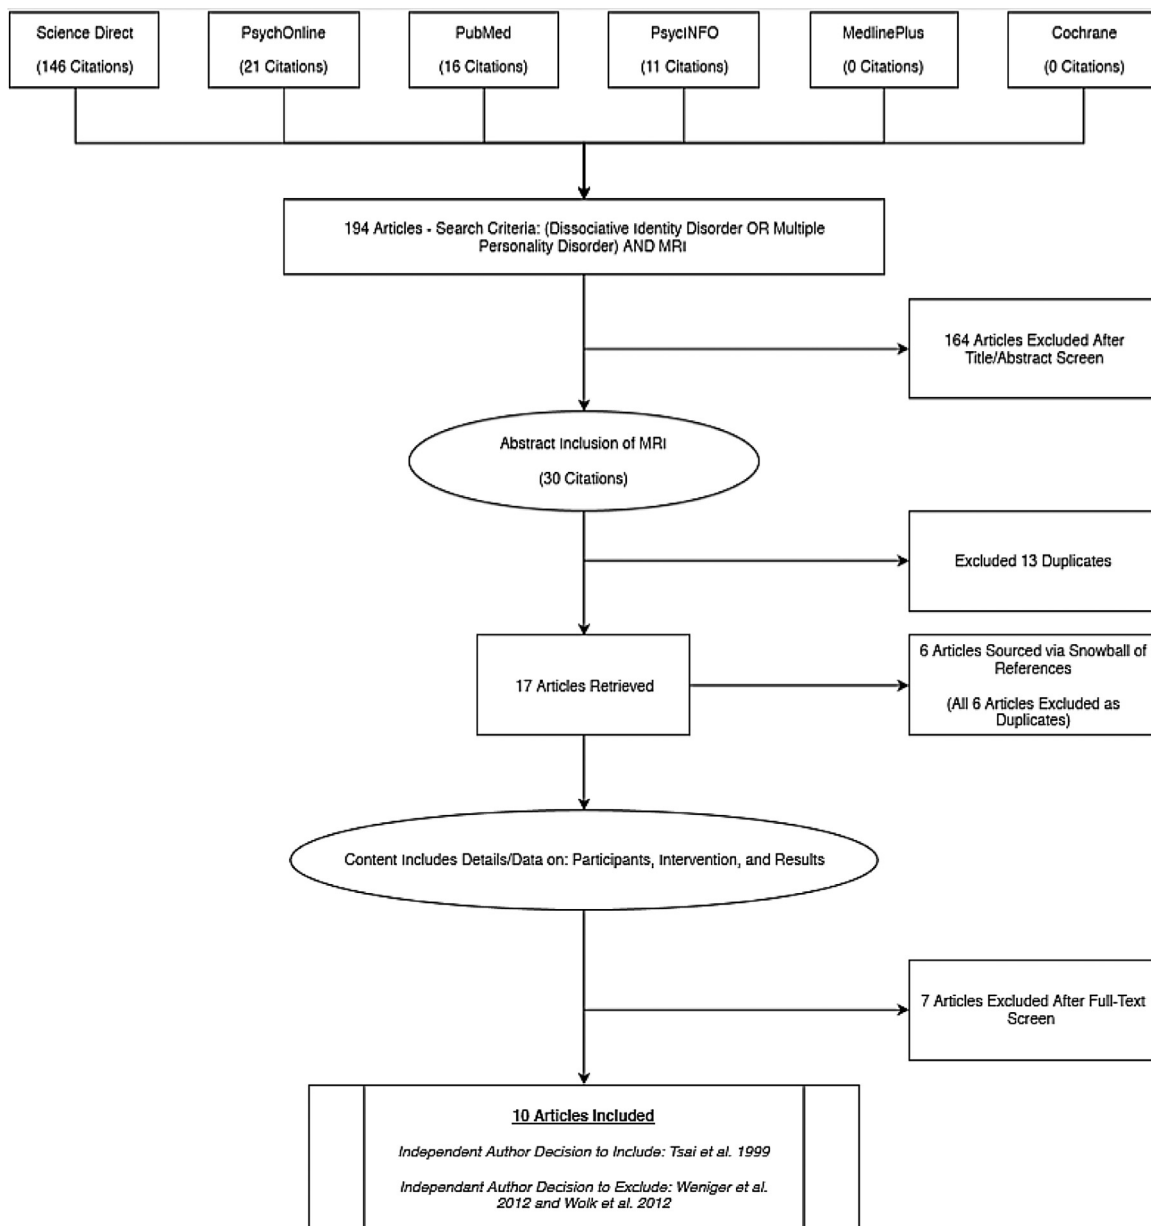 Science Direct
(146 Citations)
PsychOnline
(21 Citations)
PubMed
(16 Citations)
PsycINFO
(11 Citations)
MedlinePlus
(0 Citations)
Cochrane
(0 Citations)
194 Articles - Search Criteria: (Dissociative Identity Disorder OR Multiple
Personality Disorder) AND MRI
164 Articles Excluded After
Title/Abstract Screen
Abstract Inclusion of MRI
(30 Citations)
Excluded 13 Duplicates
17 Articles Retrieved
6 Articles Sourced via Snowball of
References
(All 6 Articles Excluded as
Duplicates)
Content Includes Details/Data on: Participants, Intervention, and Results
7 Articles Excluded After Full-Text
Screen
10 Articles Included
Independent Author Decision to Include: Tsai et al. 1999
Independant Author Decision to Exclude: Weniger et al.
2012 and Wolk et al. 2012